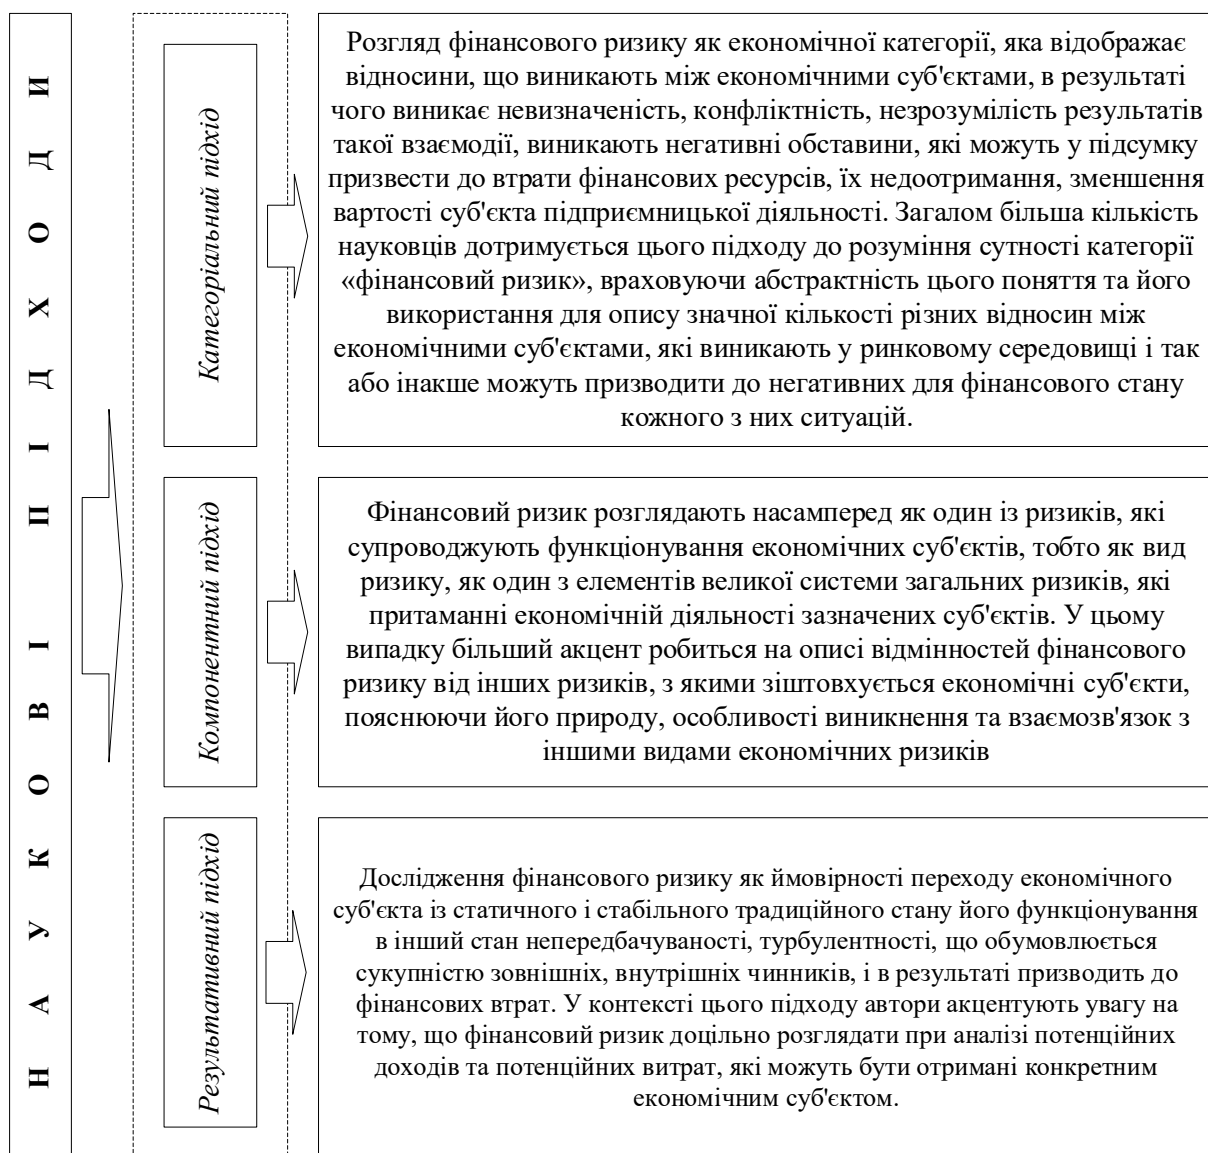 НАУКОВІ ПІДХОДИ
Категоріальний підхід
Розгляд фінансового ризику як економічної категорії, яка відображає
відносини, що виникають між економічними суб'єктами, в результаті
чого виникає невизначеність, конфліктність, незрозумілість результатів
такої взаємодії, виникають негативні обставини, які можуть у підсумку
призвести до втрати фінансових ресурсів, їх недоотримання, зменшення
вартості суб'єкта підприємницької діяльності. Загалом більша кількість
науковців дотримується цього підходу до розуміння сутності категорії
«фінансовий ризик», враховуючи абстрактність цього поняття та його
використання для опису значної кількості різних відносин між
економічними суб'єктами, які виникають у ринковому середовищі і так
або інакше можуть призводити до негативних для фінансового стану
кожного з них ситуацій.
Компонентний підхід
Фінансовий ризик розглядають насамперед як один із ризиків, які
супроводжують функціонування економічних суб'єктів, тобто як вид
ризику, як один з елементів великої системи загальних ризиків, які
притаманні економічній діяльності зазначених суб'єктів. У цьому
випадку більший акцент робиться на описі відмінностей фінансового
ризику від інших ризиків, з якими зіштовхується економічні суб'єкти,
пояснюючи його природу, особливості виникнення та взаємозв'язок з
іншими видами економічних ризиків
Результативний підхід
Дослідження фінансового ризику як ймовірності переходу економічного
суб'єкта із статичного і стабільного традиційного стану його функціонування
в інший стан непередбачуваності, турбулентності, що обумовлюється
сукупністю зовнішніх, внутрішніх чинників, і в результаті призводить до
фінансових втрат. У контексті цього підходу автори акцентують увагу на
тому, що фінансовий ризик доцільно розглядати при аналізі потенційних
доходів та потенційних витрат, які можуть бути отримані конкретним
економічним суб'єктом.